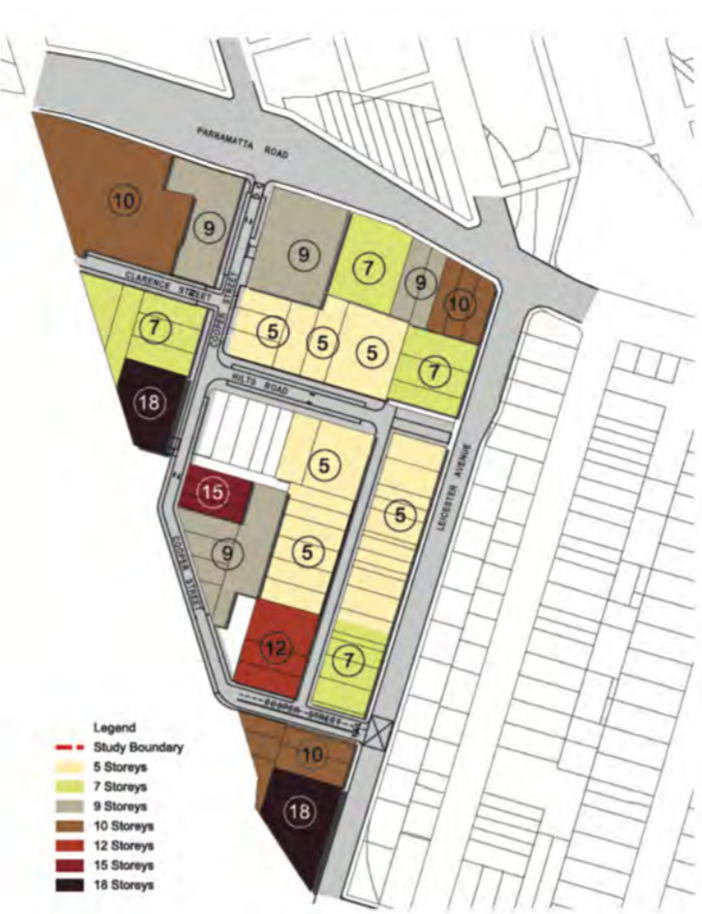 PARRAMATTA ROAD
10
9
9
7
9
10
CLARENCE STREET
COOPER STREET
7
5
5
5
7
18
HILTS ROAD
5
5
15
9
5
LEICESTER AVENUE
COOPER STREET
12
7
COOPER STREET
10
18
Legend
Study Boundary
5 Storeys
7 Storeys
9 Storeys
10 Storeys
12 Storeys
15 Storeys
18 Storeys